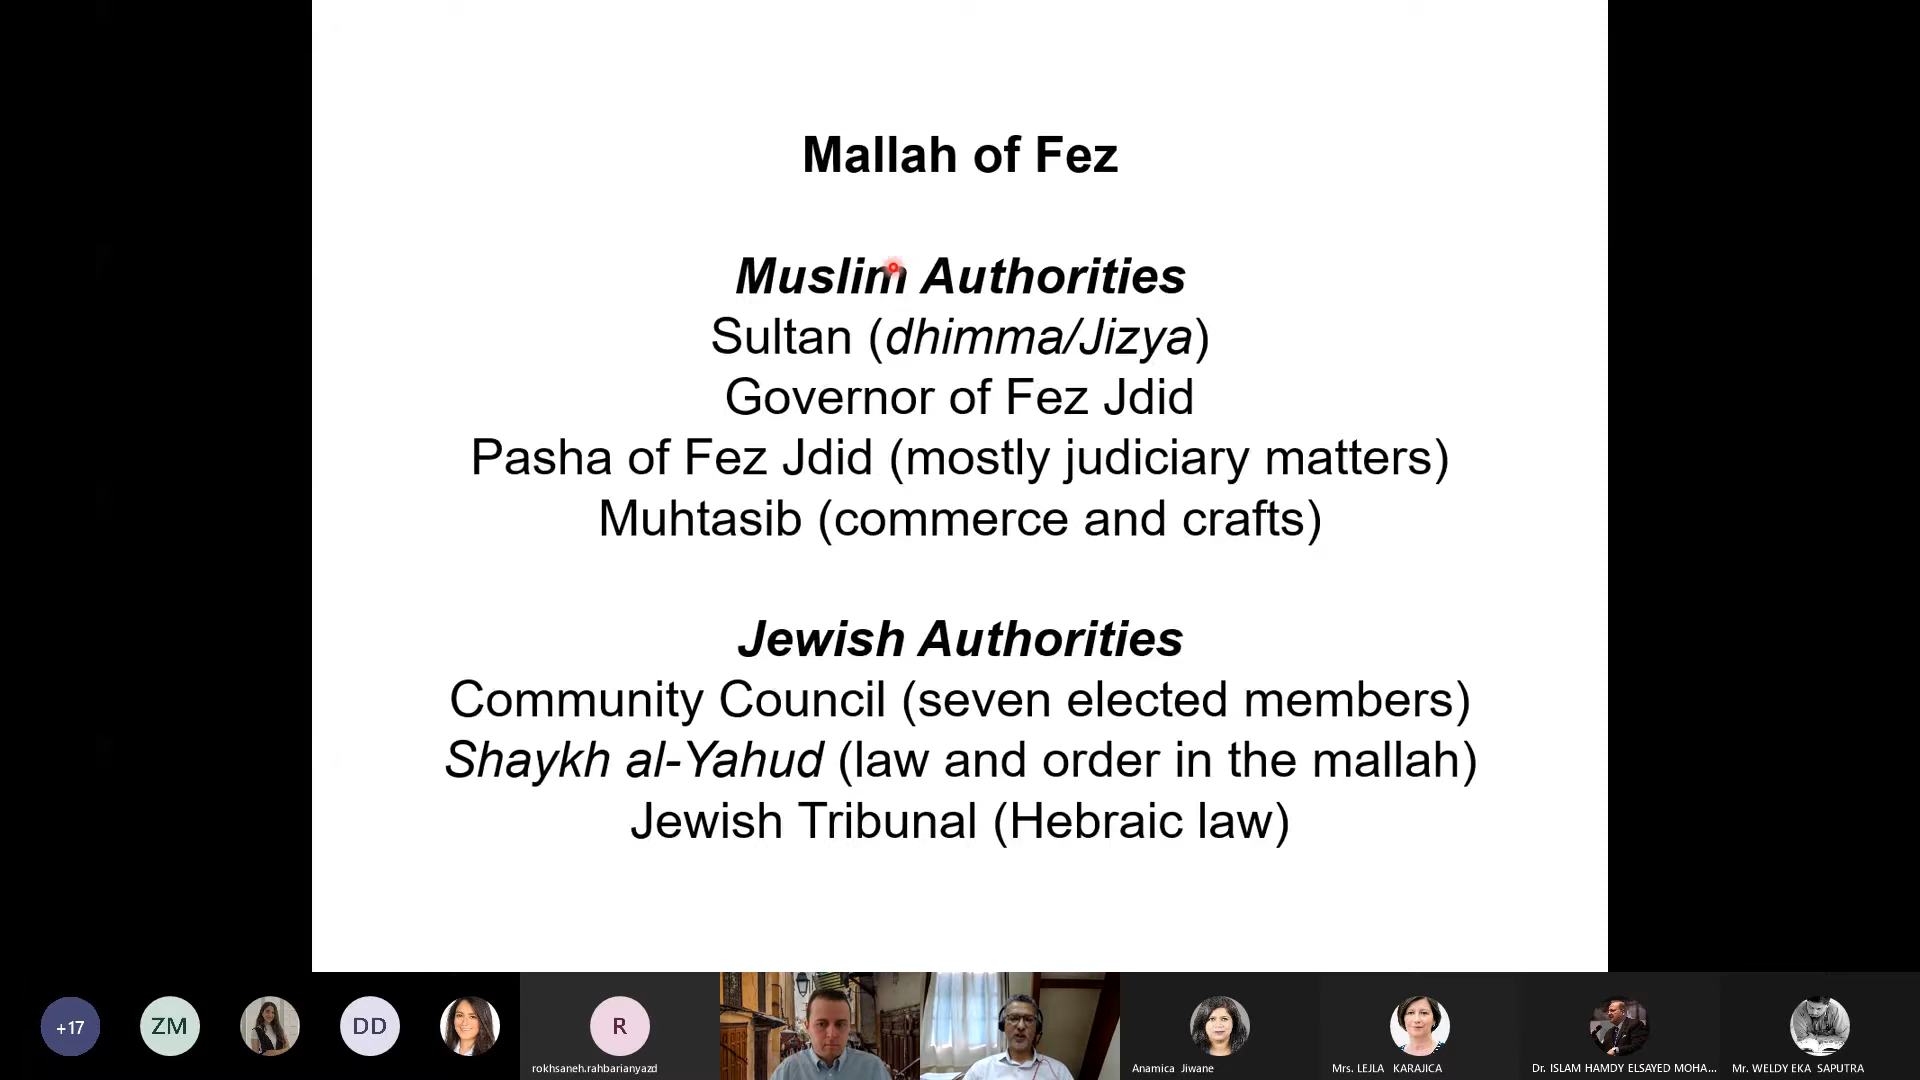 Mallah of Fez
Muslim Authorities
Sultan (dhimma/Jizya)
Governor of Fez Jdid
Pasha of Fez Jdid (mostly judiciary matters)
Muhtasib (commerce and crafts)
Jewish Authorities
Community Council (seven elected members)
Shaykh al-Yahud (law and order in the mallah)
Jewish Tribunal (Hebraic law)
+17
ZM
DD
R
rokhsaneh.rahbarianyazd
Anamica Jiwane
Mrs. LEJLA KARAJICA
Dr. ISLAM HAMDY ELSAYED MOHA...
Mr. WELDY EKA SAPUTRA